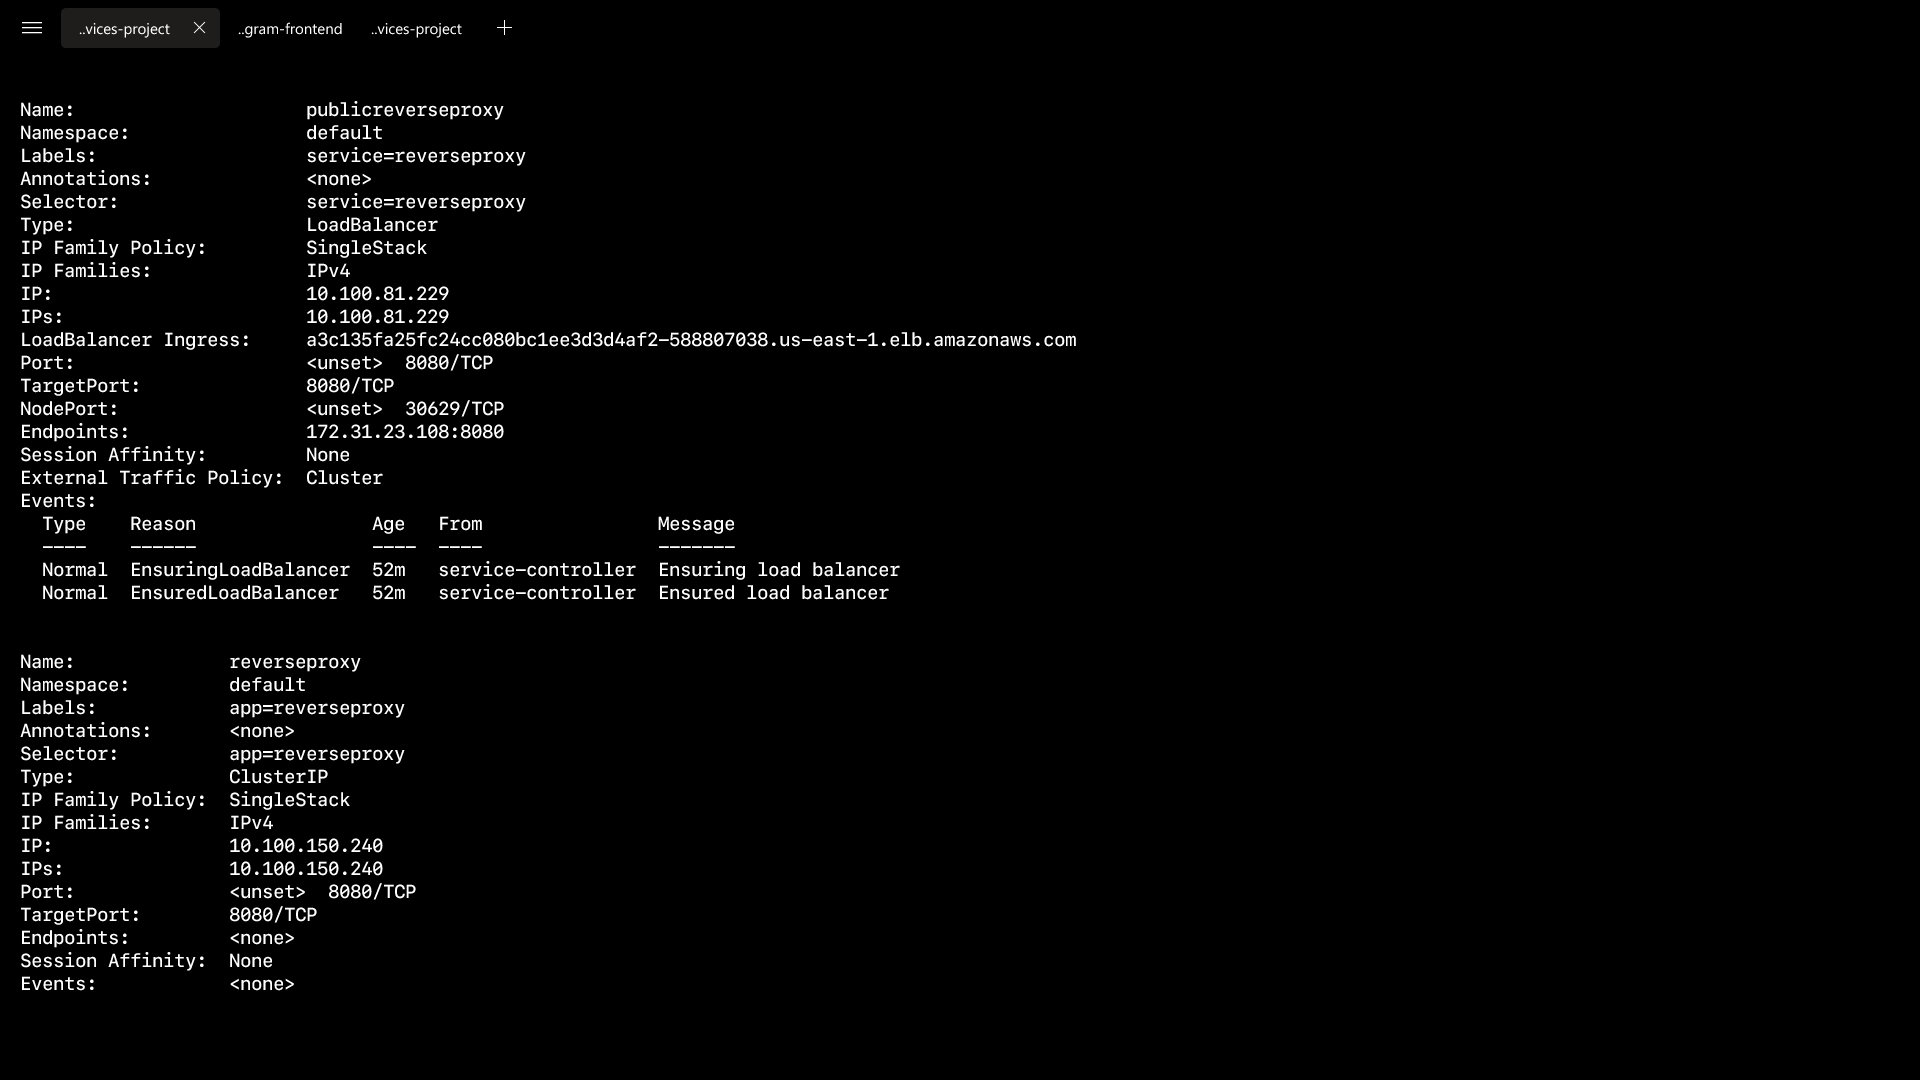 ..vices-project
..gram-frontend
..vices-project
Name:                     publicreverseproxy
Namespace:                default
Labels:                   service=reverseproxy
Annotations:              <none>
Selector:                 service=reverseproxy
Type:                     LoadBalancer
IP Family Policy:         SingleStack
IP Families:              IPv4
IP:                       10.100.81.229
IPs:                      10.100.81.229
LoadBalancer Ingress:     a3c135fa25fc24cc080bc1ee3d3d4af2-588807038.us-east-1.elb.amazonaws.com
Port:                     <unset>  8080/TCP
TargetPort:               8080/TCP
NodePort:                 <unset>  30629/TCP
Endpoints:                172.31.23.108:8080
Session Affinity:         None
External Traffic Policy:  Cluster
Events:
  Type    Reason                Age   From                Message
  ----    ------                ----  ----                -------
  Normal  EnsuringLoadBalancer  52m   service-controller  Ensuring load balancer
  Normal  EnsuredLoadBalancer   52m   service-controller  Ensured load balancer
Name:              reverseproxy
Namespace:         default
Labels:            app=reverseproxy
Annotations:       <none>
Selector:          app=reverseproxy
Type:              ClusterIP
IP Family Policy:  SingleStack
IP Families:       IPv4
IP:                10.100.150.240
IPs:               10.100.150.240
Port:              <unset>  8080/TCP
TargetPort:        8080/TCP
Endpoints:         <none>
Session Affinity:  None
Events:            <none>